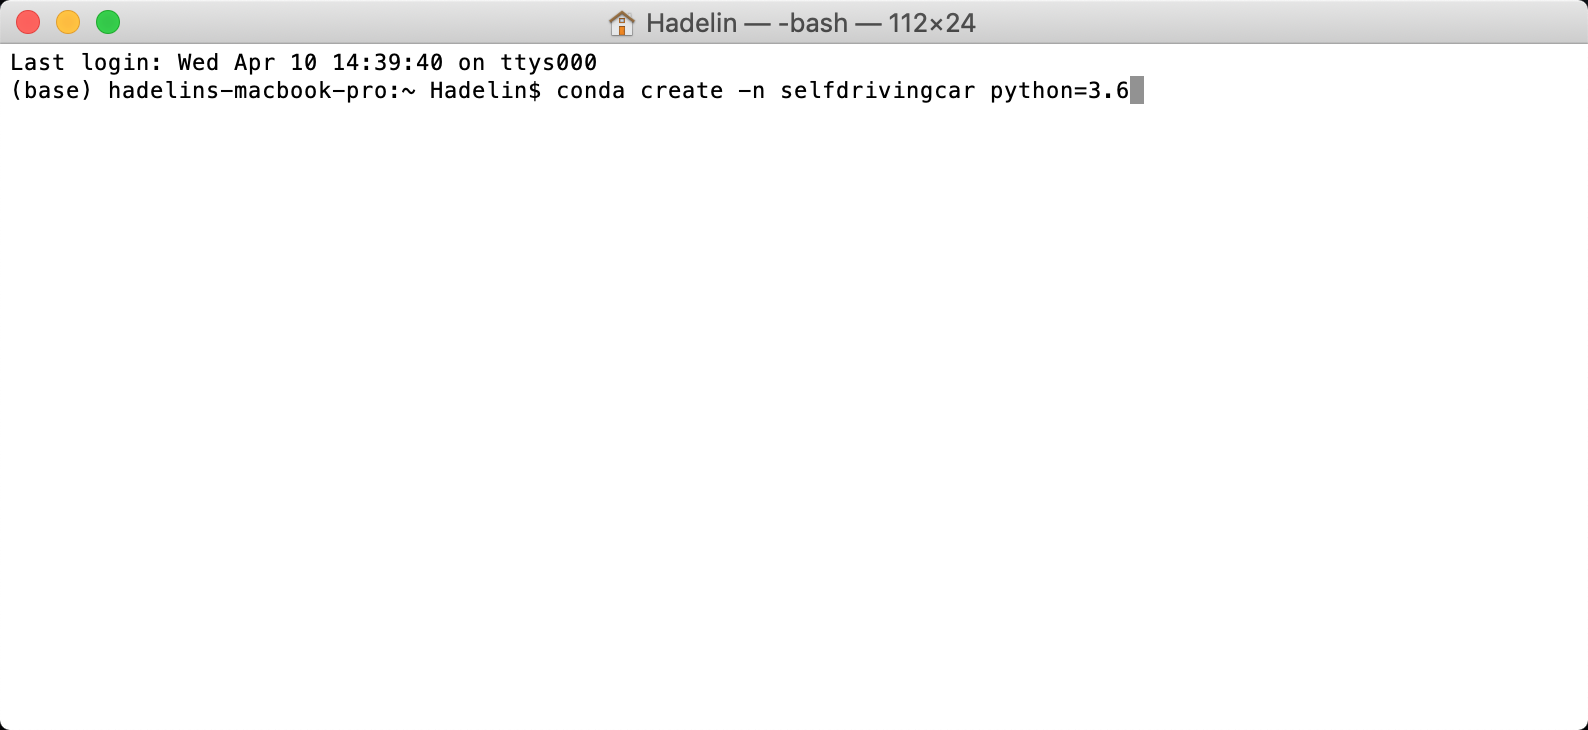 Hadelin — -bash — 112×24
Last login: Wed Apr 10 14:39:40 on ttys000
(base) hadelins-macbook-pro:~ Hadelin$ conda create -n selfdrivingcar python=3.6